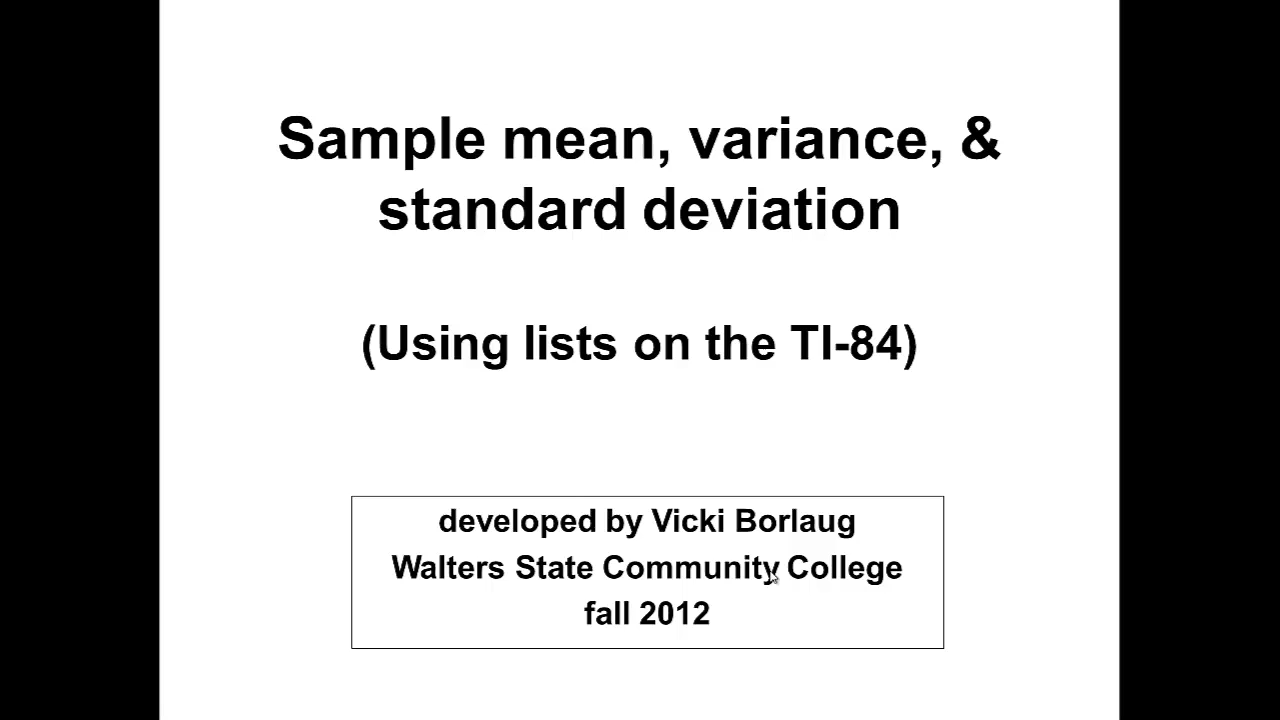 Sample mean, variance, &
standard deviation
(Using lists on the TI-84)
developed by Vicki Borlaug
Walters State Community College
fall 2012